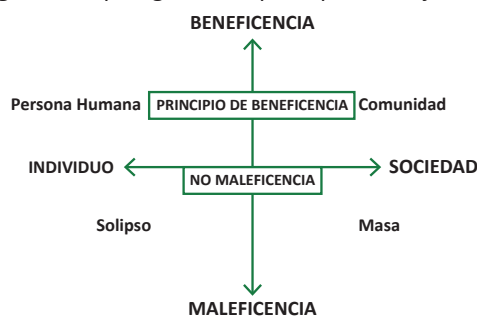 BENEFICENCIA
Persona Humana PRINCIPIO DE BENEFICENCIA Comunidad
INDIVIDUO SOCIEDAD
NO MALEFICENCIA
Solipso Masa
MALEFICENCIA